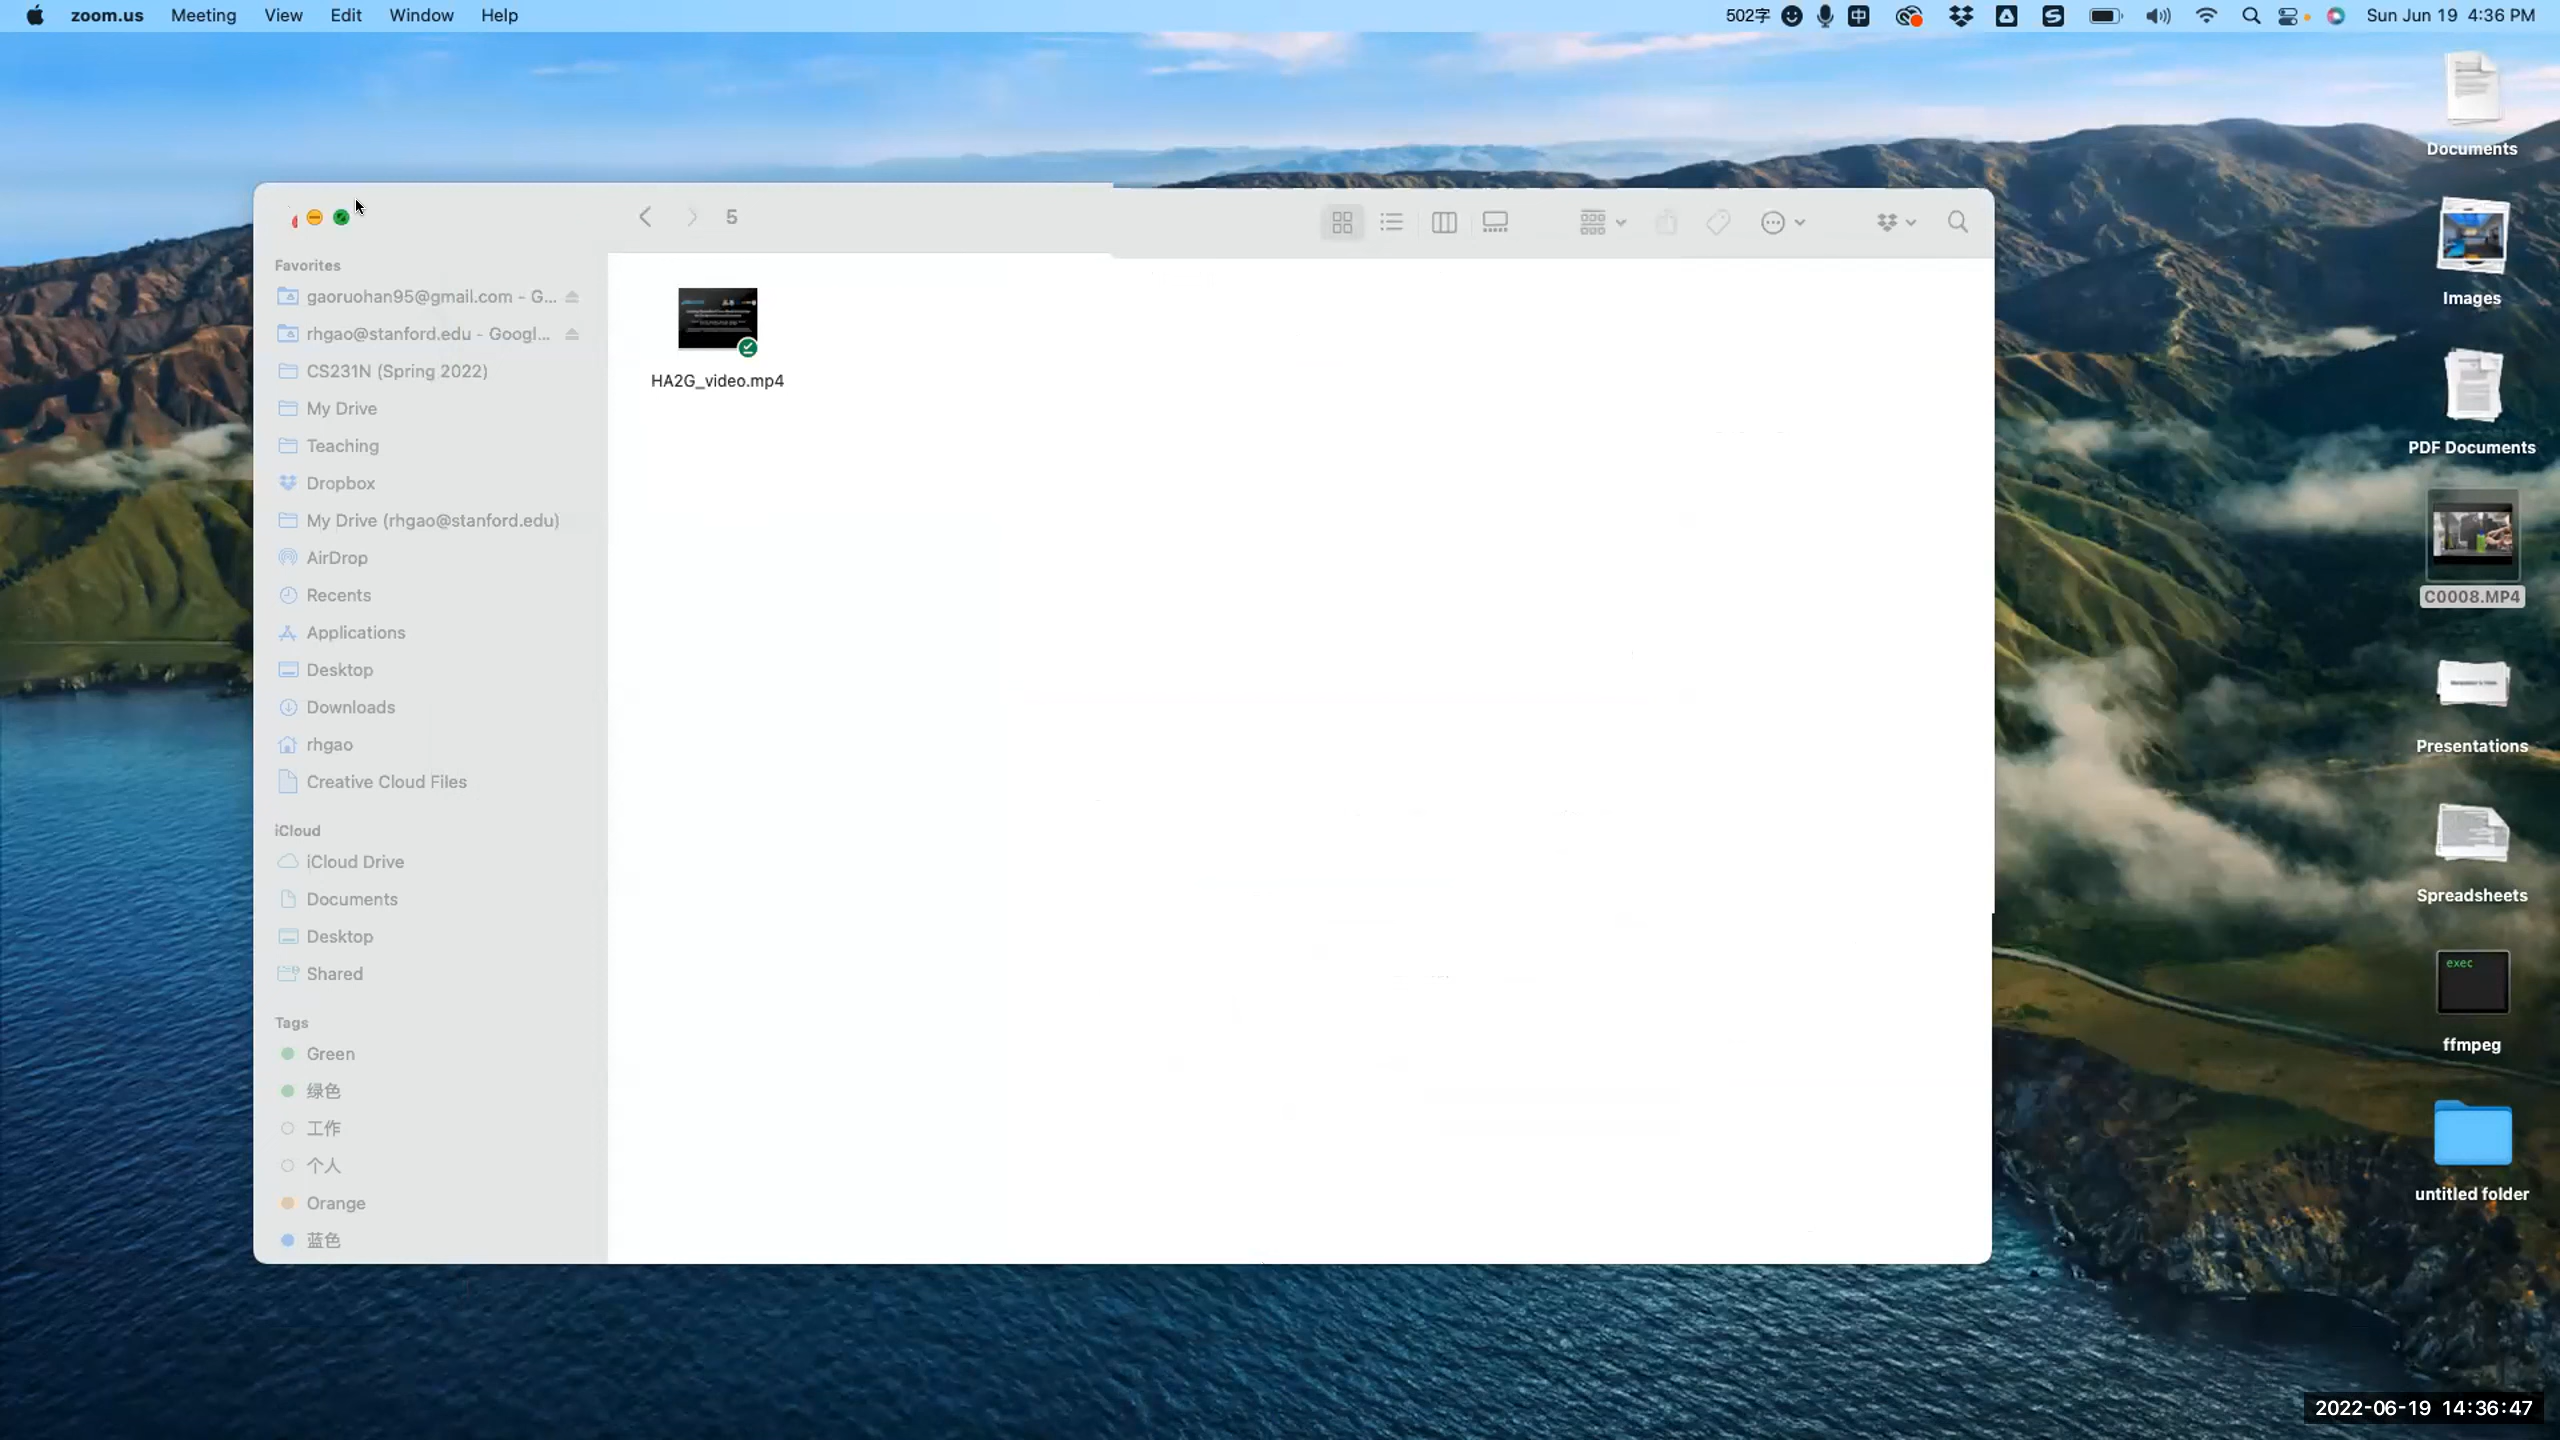 zoom.us Meeting View Edit Window Help 502字 中 Sun Jun 19 4:36 PM
5
Favorites
gaoruohan95@gmail.com - G...
rhgao@stanford.edu - Googl...
CS231N (Spring 2022)
My Drive
Teaching
Dropbox
My Drive (rhgao@stanford.edu)
AirDrop
Recents
Applications
Desktop
Downloads
rhgao
Creative Cloud Files
iCloud
iCloud Drive
Documents
Desktop
Shared
Tags
Green
绿色
工作
个人
Orange
蓝色
HA2G_video.mp4
Documents
Images
PDF Documents
C0008.MP4
Presentations
Spreadsheets
exec
ffmpeg
untitled folder
2022-06-19 14:36:47